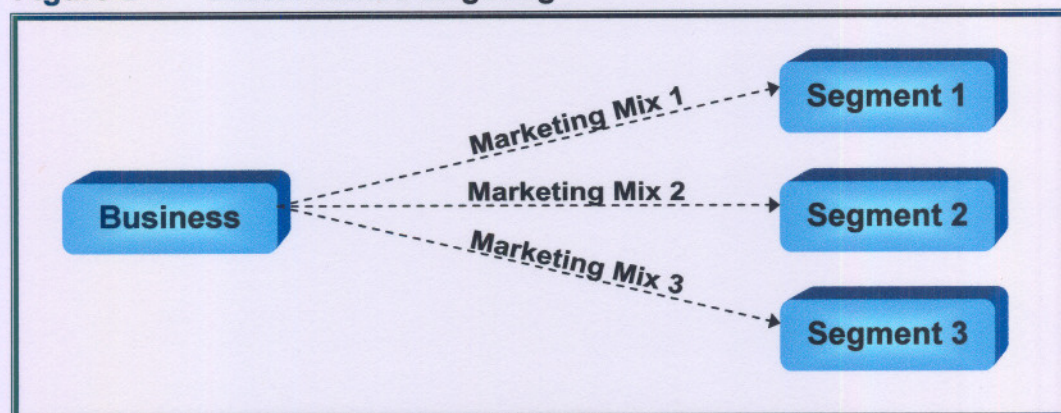 Marketing Mix 1
Segment 1
Business
Marketing Mix 2
Segment 2
Marketing Mix 3
Segment 3